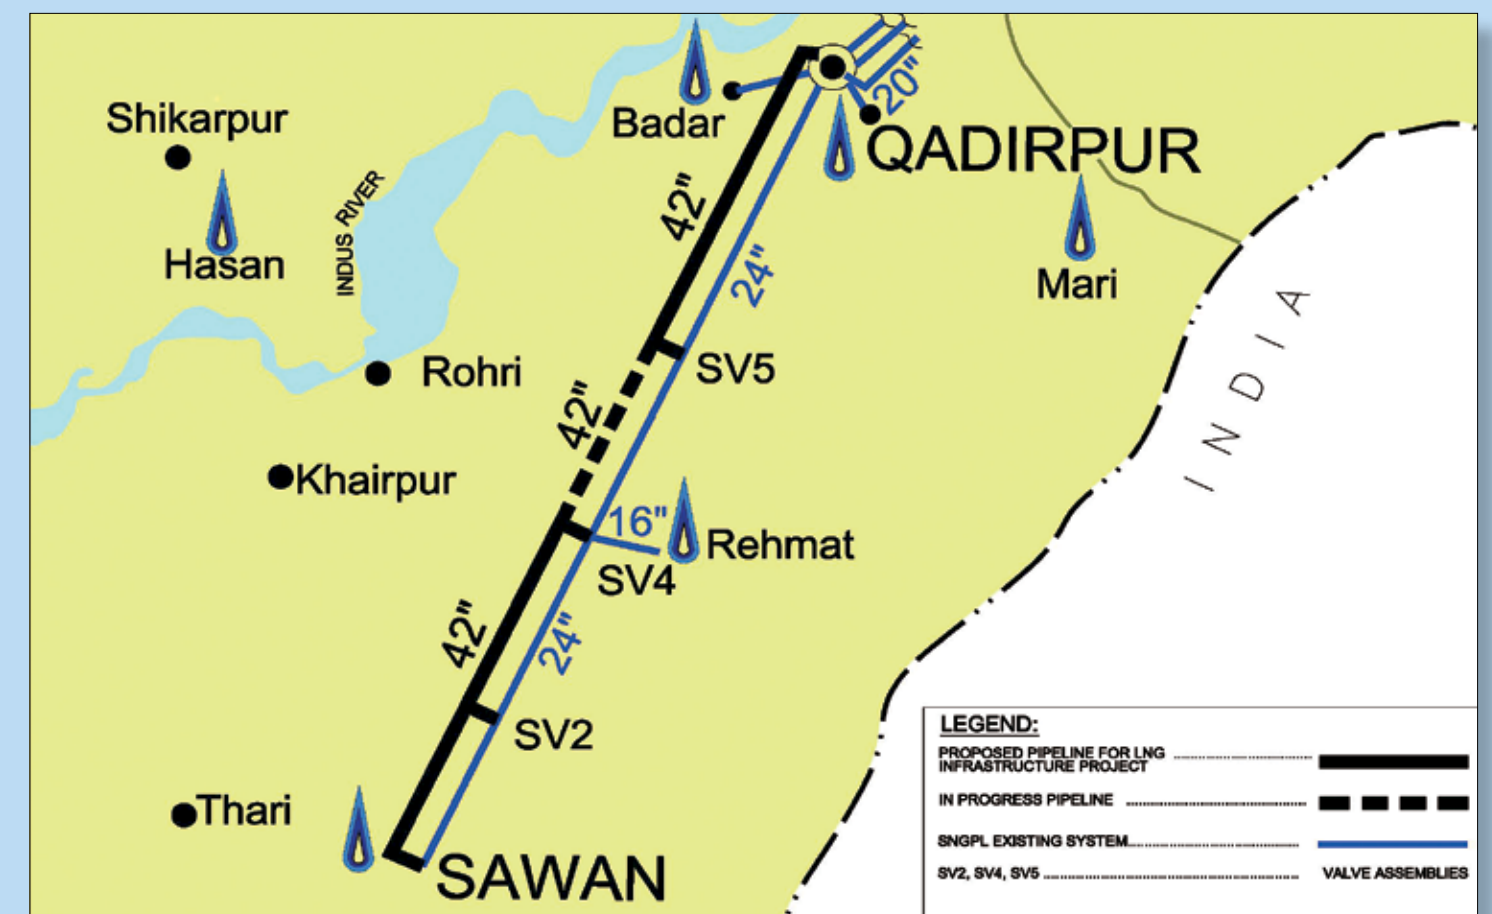 20"
Shikarpur
Badar
QADIRPUR
INDUS RIVER
42"
Hasan
24"
Mari
INDIA
SV5
Rohri
42"
Khairpur
16"
Rehmat
SV4
42"
24"
SV2
Thari
SAWAN
LEGEND:
PROPOSED PIPELINE FOR LNG
INFRASTRUCTURE PROJECT
IN PROGRESS PIPELINE
SNGPL EXISTING SYSTEM
SV2, SV4, SV5 VALVE ASSEMBLIES